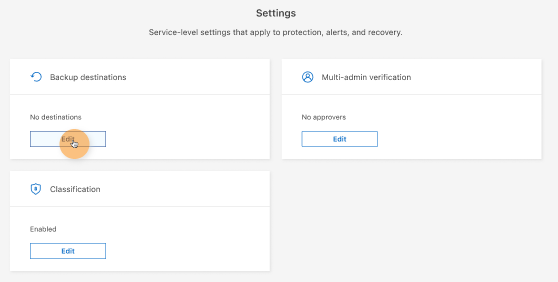 Settings
Service-level settings that apply to protection, alerts, and recovery.
Backup destinations
No destinations
Edit
Multi-admin verification
No approvers
Edit
Classification
Enabled
Edit